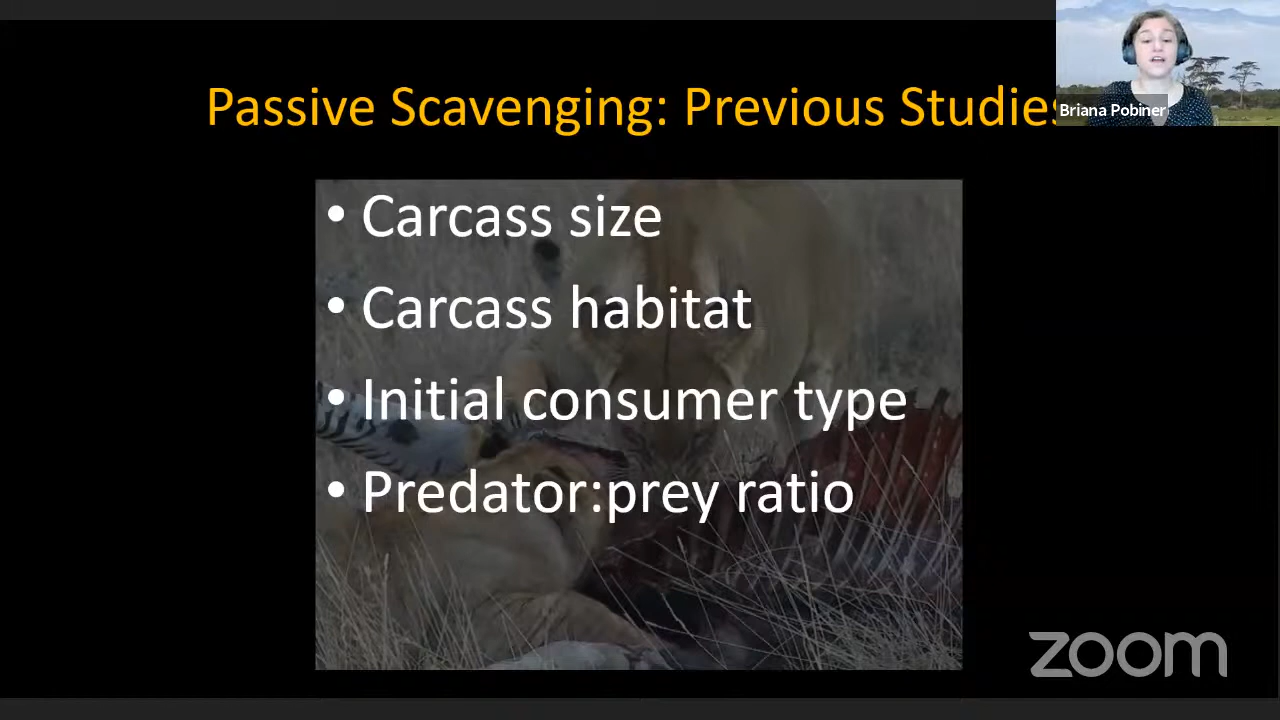 Passive Scavenging: Previous Studies
Briana Pobiner
• Carcass size
• Carcass habitat
• Initial consumer type
• Predator:prey ratio
zoom